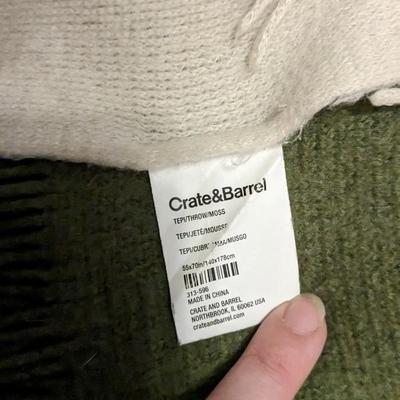 Crate&Barrel
TEPI/THROW/MOSS
TEPI/JETÉ/MOUSSE
55x70in/140x178cm
313-596
MADE IN CHINA
CRATE AND BARREL
NORTHBROOK, IL 60062 USA
crateandbarrel.com